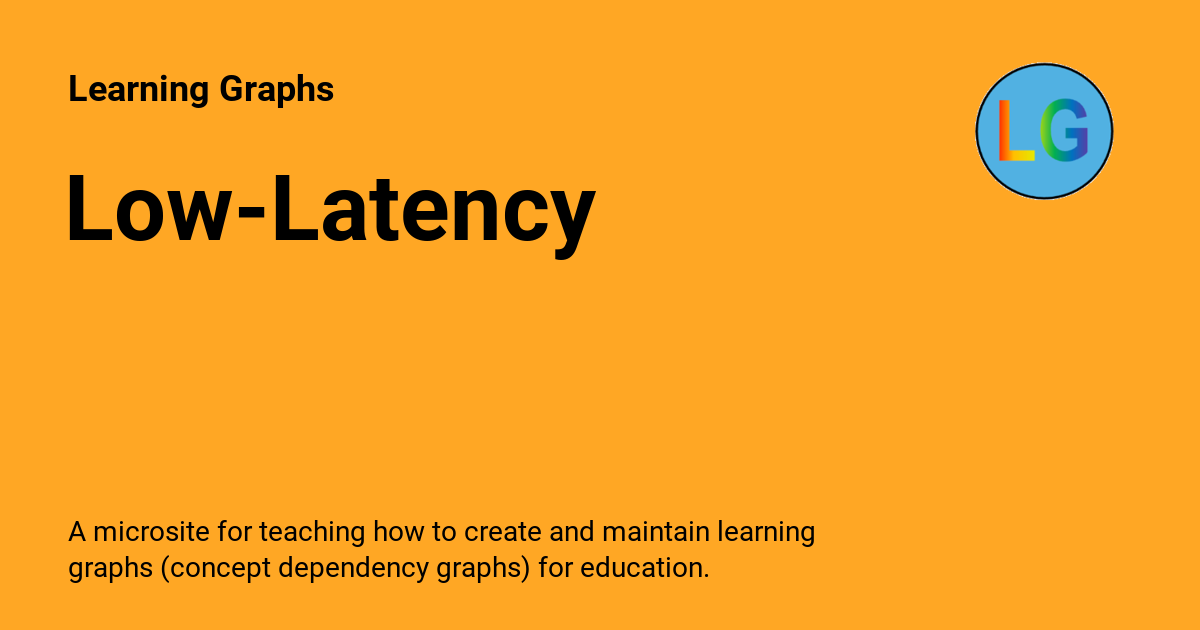 Learning Graphs
LG
Low-Latency
A microsite for teaching how to create and maintain learning
graphs (concept dependency graphs) for education.